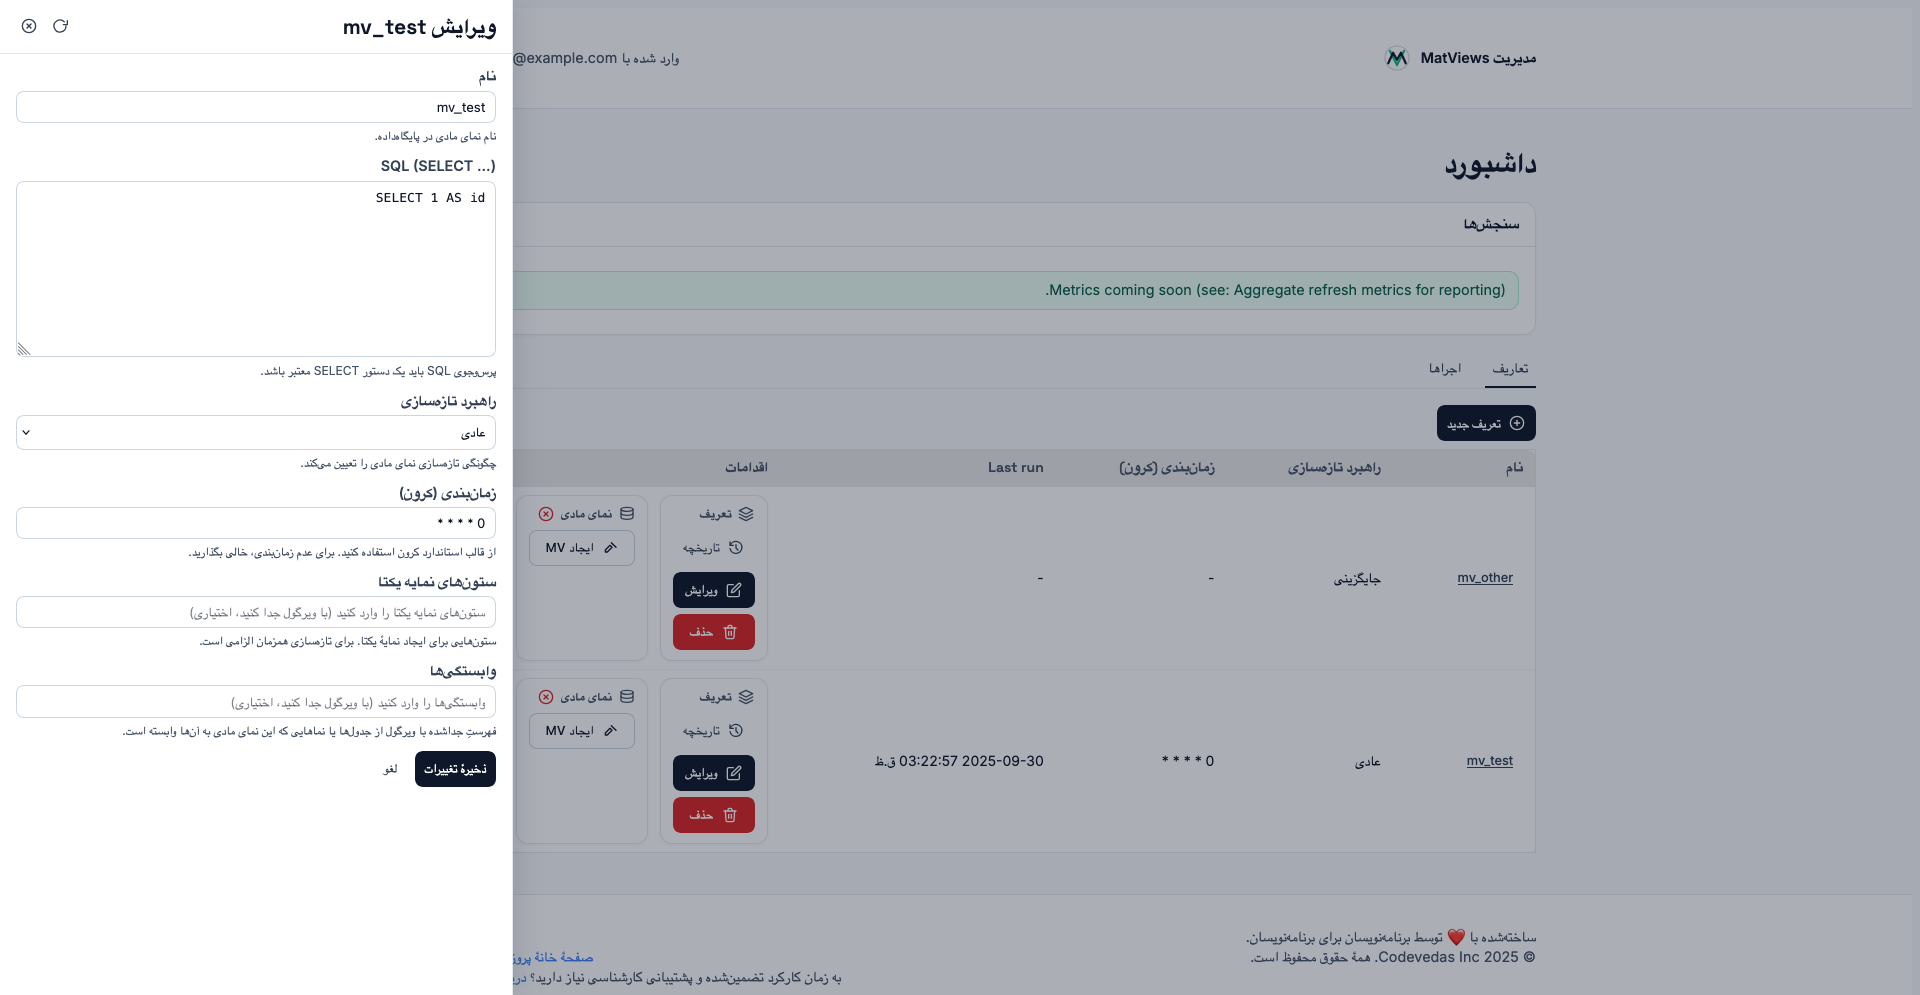 ویرایش mv_test
نام
mv_test
نام نمای مادی در پایگاه‌داده.
SQL (SELECT ...)
SELECT 1 AS id
پرس‌وجوی SQL باید یک دستور SELECT معتبر باشد.
راهبرد تازه‌سازی
عادی
چگونگی تازه‌سازی نمای مادی را تعیین می‌کند.
زمان‌بندی (کرون)
0 * * * *
از قالب استاندارد کرون استفاده کنید. برای عدم زمان‌بندی، خالی بگذارید.
ستون‌های نمایه یکتا
ستون‌های نمایه یکتا را وارد کنید (با ویرگول جدا کنید، اختیاری)
ستون‌هایی برای ایجاد نمایهٔ یکتا. برای تازه‌سازی همزمان الزامی است.
وابستگی‌ها
وابستگی‌ها را وارد کنید (با ویرگول جدا کنید، اختیاری)
فهرستِ جداشده با ویرگول از جدول‌ها یا نماهایی که این نمای مادی به آن‌ها وابسته است.
ذخیرهٔ تغییرات
لغو
مدیریت MatViews
وارد شده با @example.com
داشبورد
سنجش‌ها
Metrics coming soon (see: Aggregate refresh metrics for reporting).
تعاریف
اجراها
تعریف جدید
نام راهبرد تازه‌سازی زمان‌بندی (کرون) Last run اقدامات
mv_other جایگزینی - -
تعریف
تاریخچه
ویرایش
حذف
نمای مادی
ایجاد MV
mv_test عادی 0 * * * * 2025-09-30 03:22:57 ق.ظ
تعریف
تاریخچه
ویرایش
حذف
نمای مادی
ایجاد MV
ساخته‌شده با ❤️ توسط برنامه‌نویسان برای برنامه‌نویسان.
© 2025 Codevedas Inc. همهٔ حقوق محفوظ است.
صفحهٔ خانهٔ
به زمان کارکرد تضمین‌شده و پشتیبانی کارشناسی نیاز دارید؟